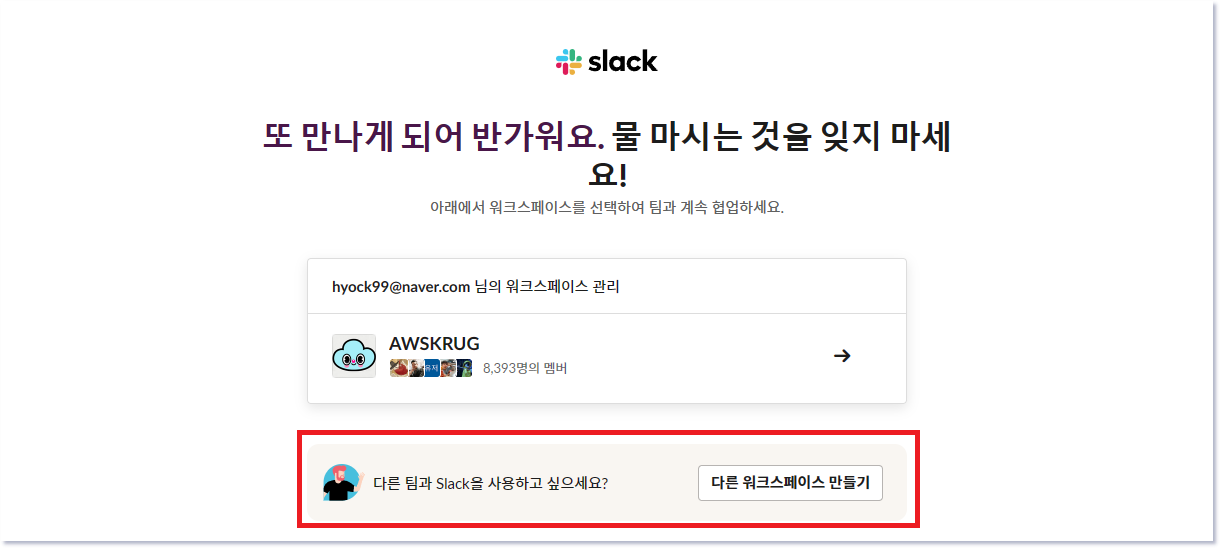 slack
또 만나게 되어 반가워요. 물 마시는 것을 잊지 마세
요!
아래에서 워크스페이스를 선택하여 팀과 계속 협업하세요.
hyock99@naver.com 님의 워크스페이스 관리
AWSKRUG
유저
8,393명의 멤버
다른 팀과 Slack을 사용하고 싶으세요?
다른 워크스페이스 만들기